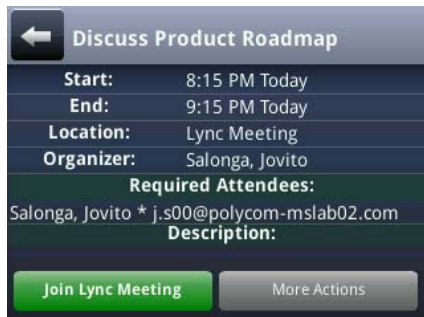 Discuss Product Roadmap
Start: 8:15 PM Today
End: 9:15 PM Today
Location: Lync Meeting
Organizer: Salonga, Jovito
Required Attendees:
Salonga, Jovito * j.s00@polycom-mslab02.com
Description:
Join Lync Meeting More Actions